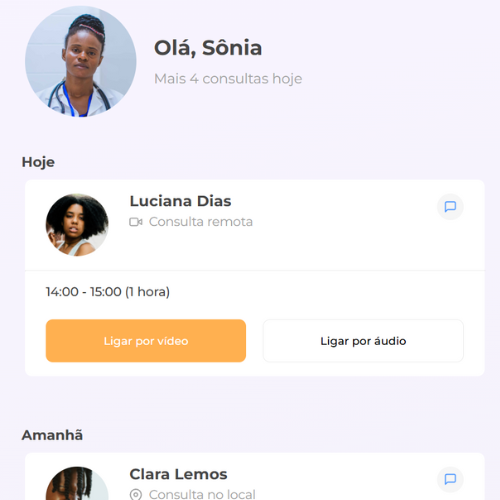 Olá, Sônia
Mais 4 consultas hoje
Hoje
Luciana Dias
Consulta remota
14:00 - 15:00 (1 hora)
Ligar por vídeo
Ligar por áudio
Amanhã
Clara Lemos
Consulta no local